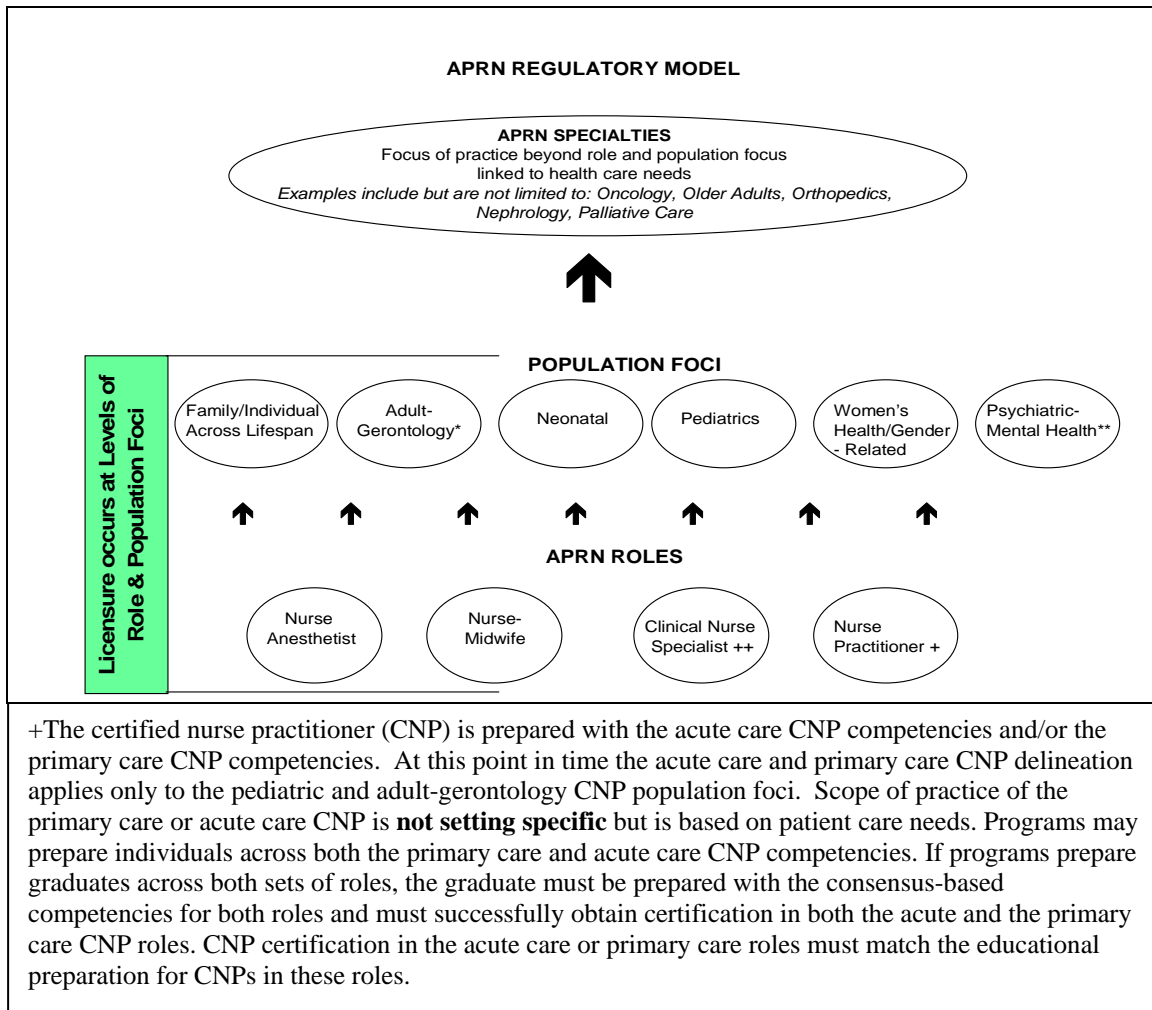 APRN REGULATORY MODEL
APRN SPECIALTIES
Focus of practice beyond role and population focus
linked to health care needs
Examples include but are not limited to: Oncology, Older Adults, Orthopedics,
Nephrology, Palliative Care
Licensure occurs at Levels of
Role & Population Foci
POPULATION FOCI
Family/Individual
Across Lifespan
Adult-
Gerontology*
Neonatal
Pediatrics
Women's
Health/Gender
- Related
Psychiatric-
Mental Health**
APRN ROLES
Nurse
Anesthetist
Nurse-
Midwife
Clinical Nurse
Specialist ++
Nurse
Practitioner +
+The certified nurse practitioner (CNP) is prepared with the acute care CNP competencies and/or the
primary care CNP competencies.  At this point in time the acute care and primary care CNP delineation
applies only to the pediatric and adult-gerontology CNP population foci.  Scope of practice of the
primary care or acute care CNP is not setting specific but is based on patient care needs. Programs may
prepare individuals across both the primary care and acute care CNP competencies. If programs prepare
graduates across both sets of roles, the graduate must be prepared with the consensus-based
competencies for both roles and must successfully obtain certification in both the acute and the primary
care CNP roles. CNP certification in the acute care or primary care roles must match the educational
preparation for CNPs in these roles.